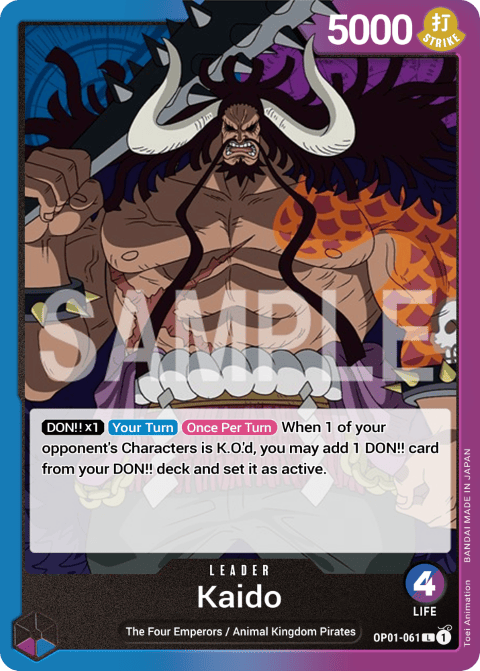 5000
打
STRIKE
SAMPLE
DON!!×1 Your Turn Once Per Turn When 1 of your
opponent's Characters is K.O.'d, you may add 1 DON!! card
from your DON!! deck and set it as active.
LEADER
Kaido
4
LIFE
The Four Emperors / Animal Kingdom Pirates
OP01-061 L 1
Toei Animation BANDAI MADE IN JAPAN